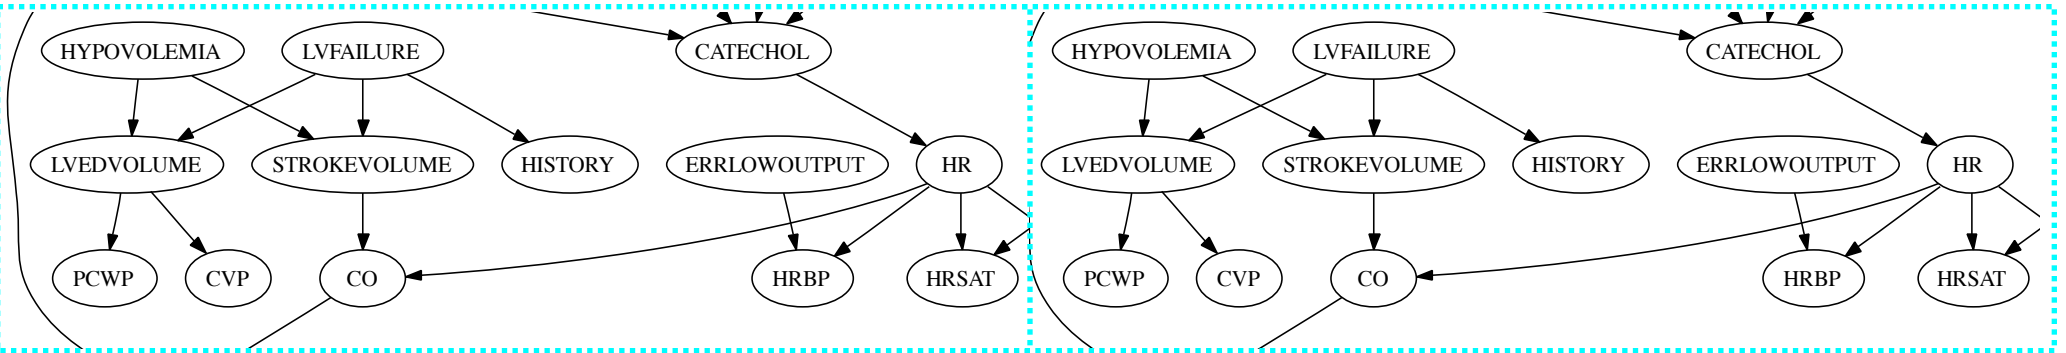 HYPOVOLEMIA LVFAILURE CATECHOL HYPOVOLEMIA LVFAILURE CATECHOL
LVEDVOLUME STROKEVOLUME HISTORY ERRLOWOUTPUT HR LVEDVOLUME STROKEVOLUME HISTORY ERRLOWOUTPUT HR
PCWP CVP CO HRBP HRSAT PCWP CVP CO HRBP HRSAT